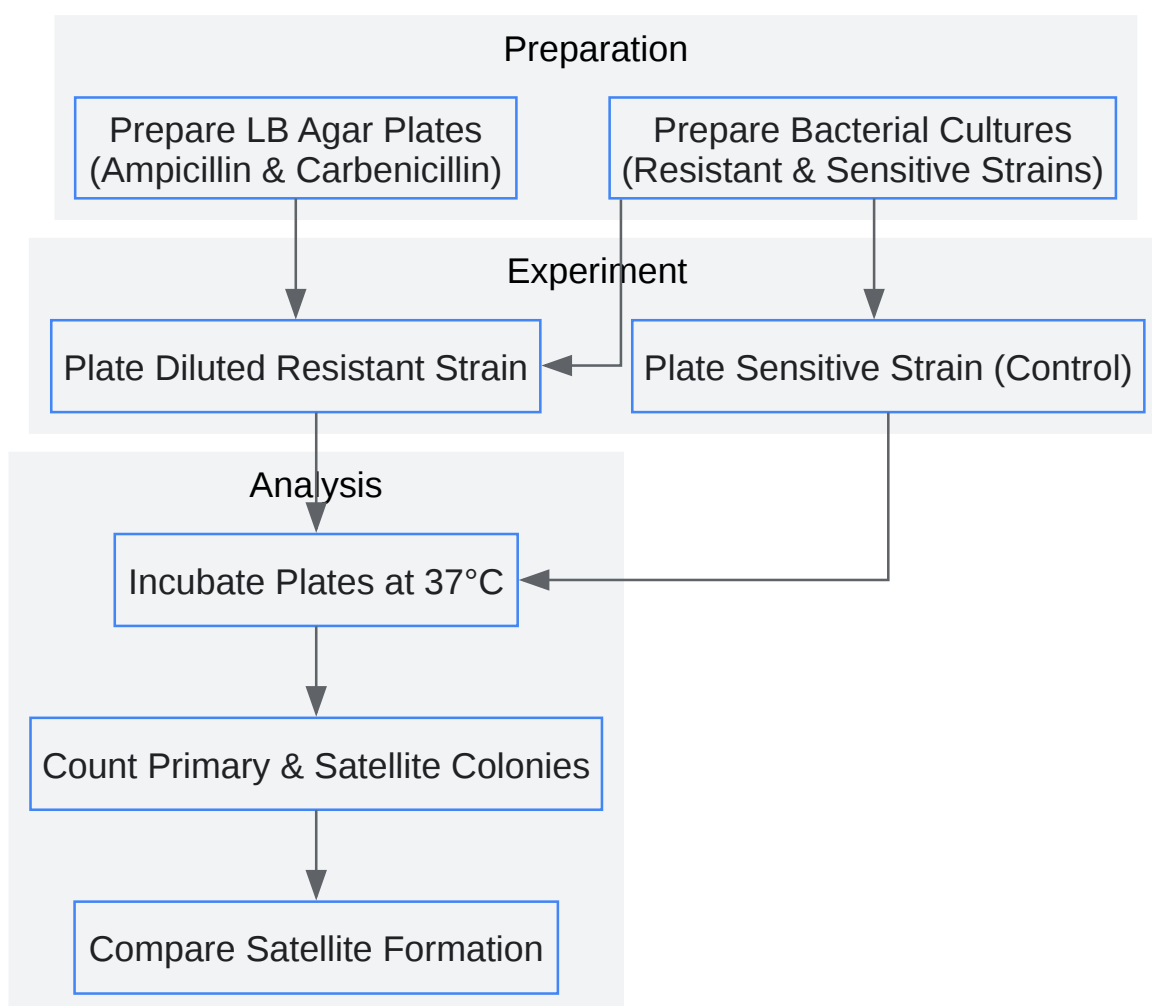 Preparation
Prepare LB Agar Plates
(Ampicillin & Carbenicillin)
Prepare Bacterial Cultures
(Resistant & Sensitive Strains)
Experiment
Plate Diluted Resistant Strain
Plate Sensitive Strain (Control)
Analysis
Incubate Plates at 37°C
Count Primary & Satellite Colonies
Compare Satellite Formation